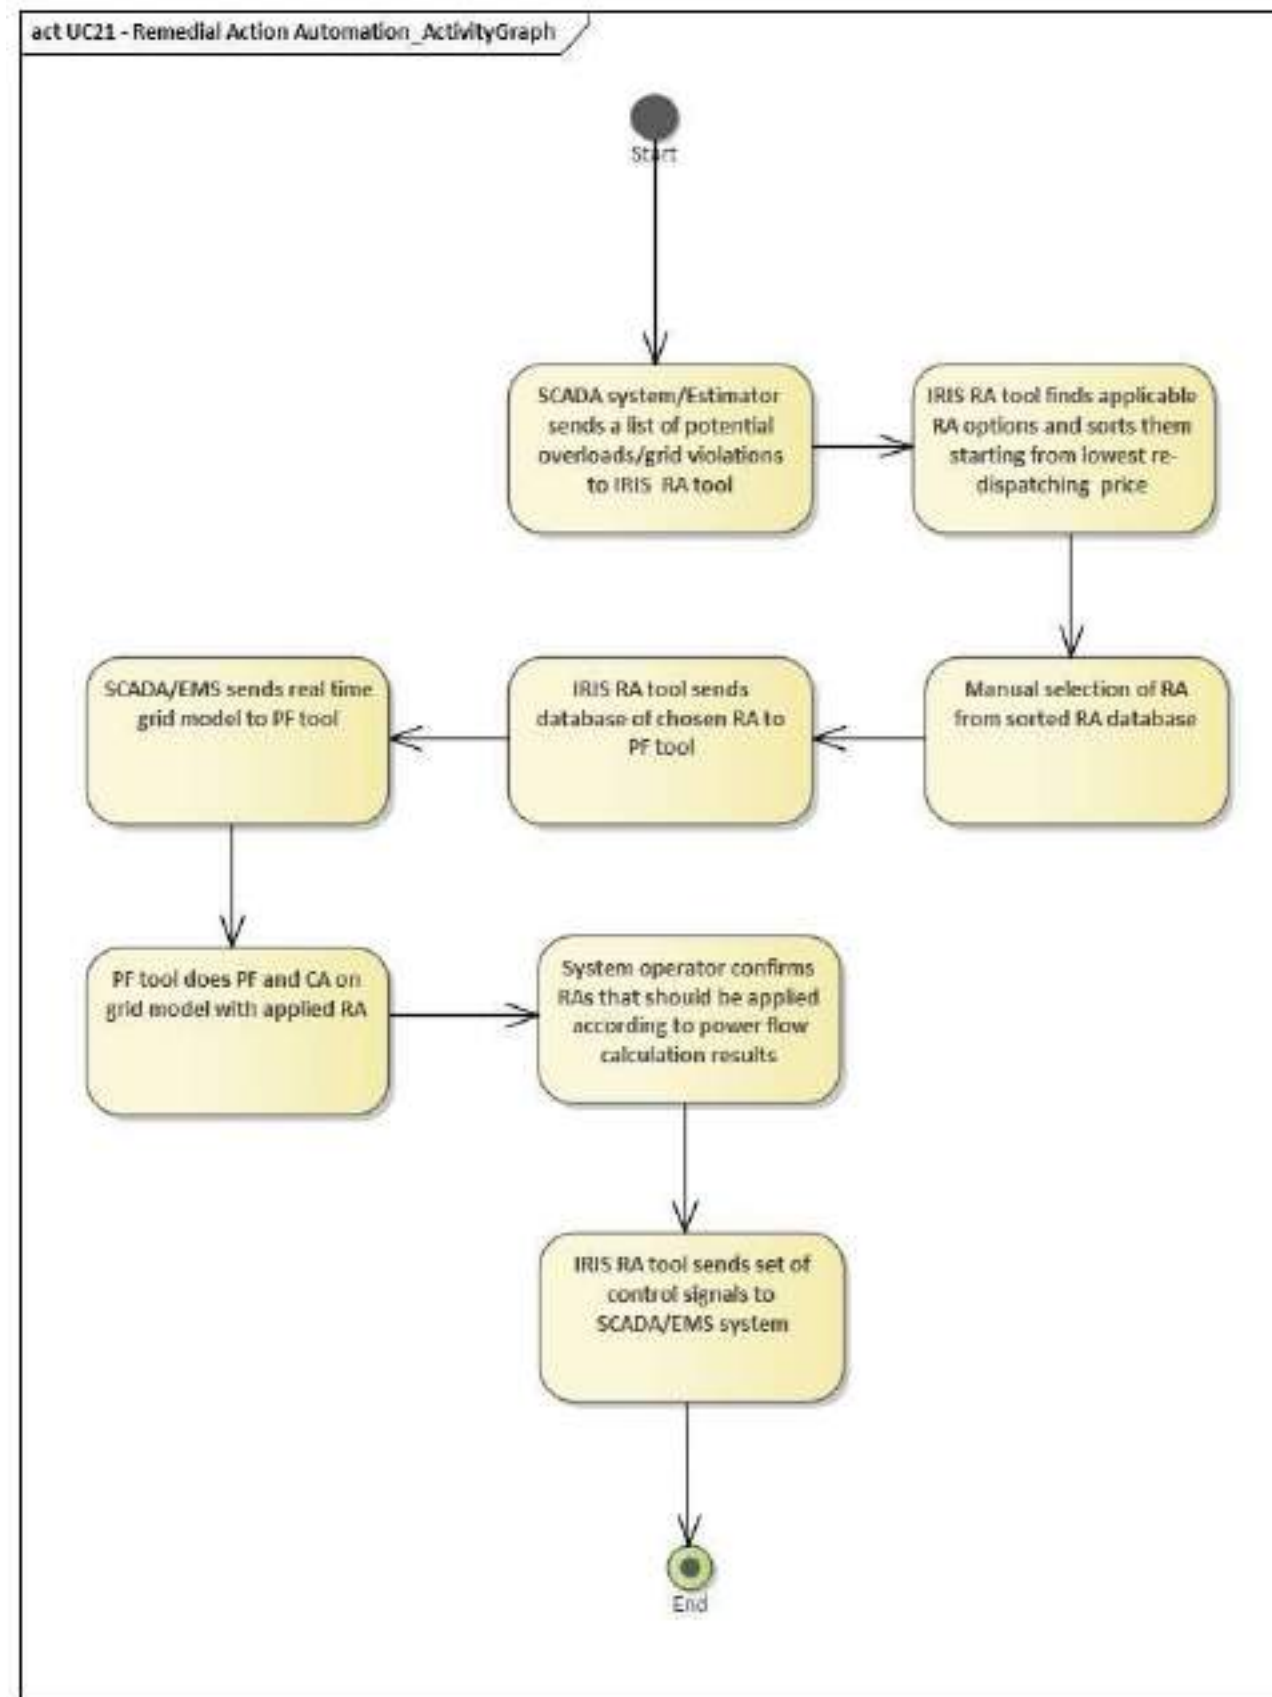 act UC21 - Remedial Action Automation_ActivityGraph
Start
SCADA system/Estimator
sends a list of potential
overloads/grid violations
to IRIS RA tool
IRIS RA tool finds applicable
RA options and sorts them
starting from lowest re-
dispatching price
Manual selection of RA
from sorted RA database
IRIS RA tool sends
database of chosen RA to
PF tool
SCADA/EMS sends real time
grid model to PF tool
PF tool does PF and CA on
grid model with applied RA
System operator confirms
RAs that should be applied
according to power flow
calculation results
IRIS RA tool sends set of
control signals to
SCADA/EMS system
End